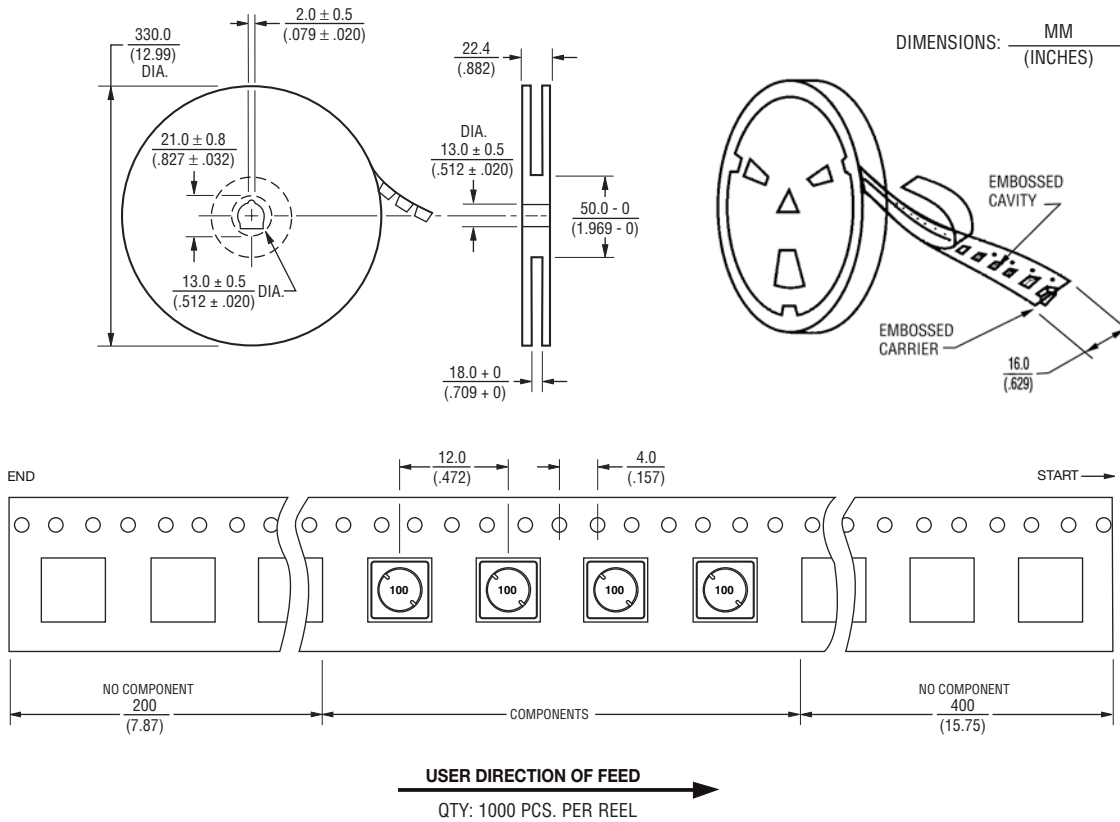 2.0 ± 0.5
(.079 ± .020)
330.0
(12.99)
DIA.
22.4
(.882)
DIMENSIONS:
MM
(INCHES)
21.0 ± 0.8
(.827 ± .032)
DIA.
13.0 ± 0.5
(.512 ± .020)
50.0 - 0
(1.969 - 0)
EMBOSSED
CAVITY
13.0 ± 0.5
(.512 ± .020)
DIA.
EMBOSSED
CARRIER
18.0 + 0
(.709 + 0)
16.0
(.629)
END
12.0
(.472)
4.0
(.157)
START
100
100
100
100
NO COMPONENT
200
(7.87)
COMPONENTS
NO COMPONENT
400
(15.75)
USER DIRECTION OF FEED
QTY: 1000 PCS. PER REEL